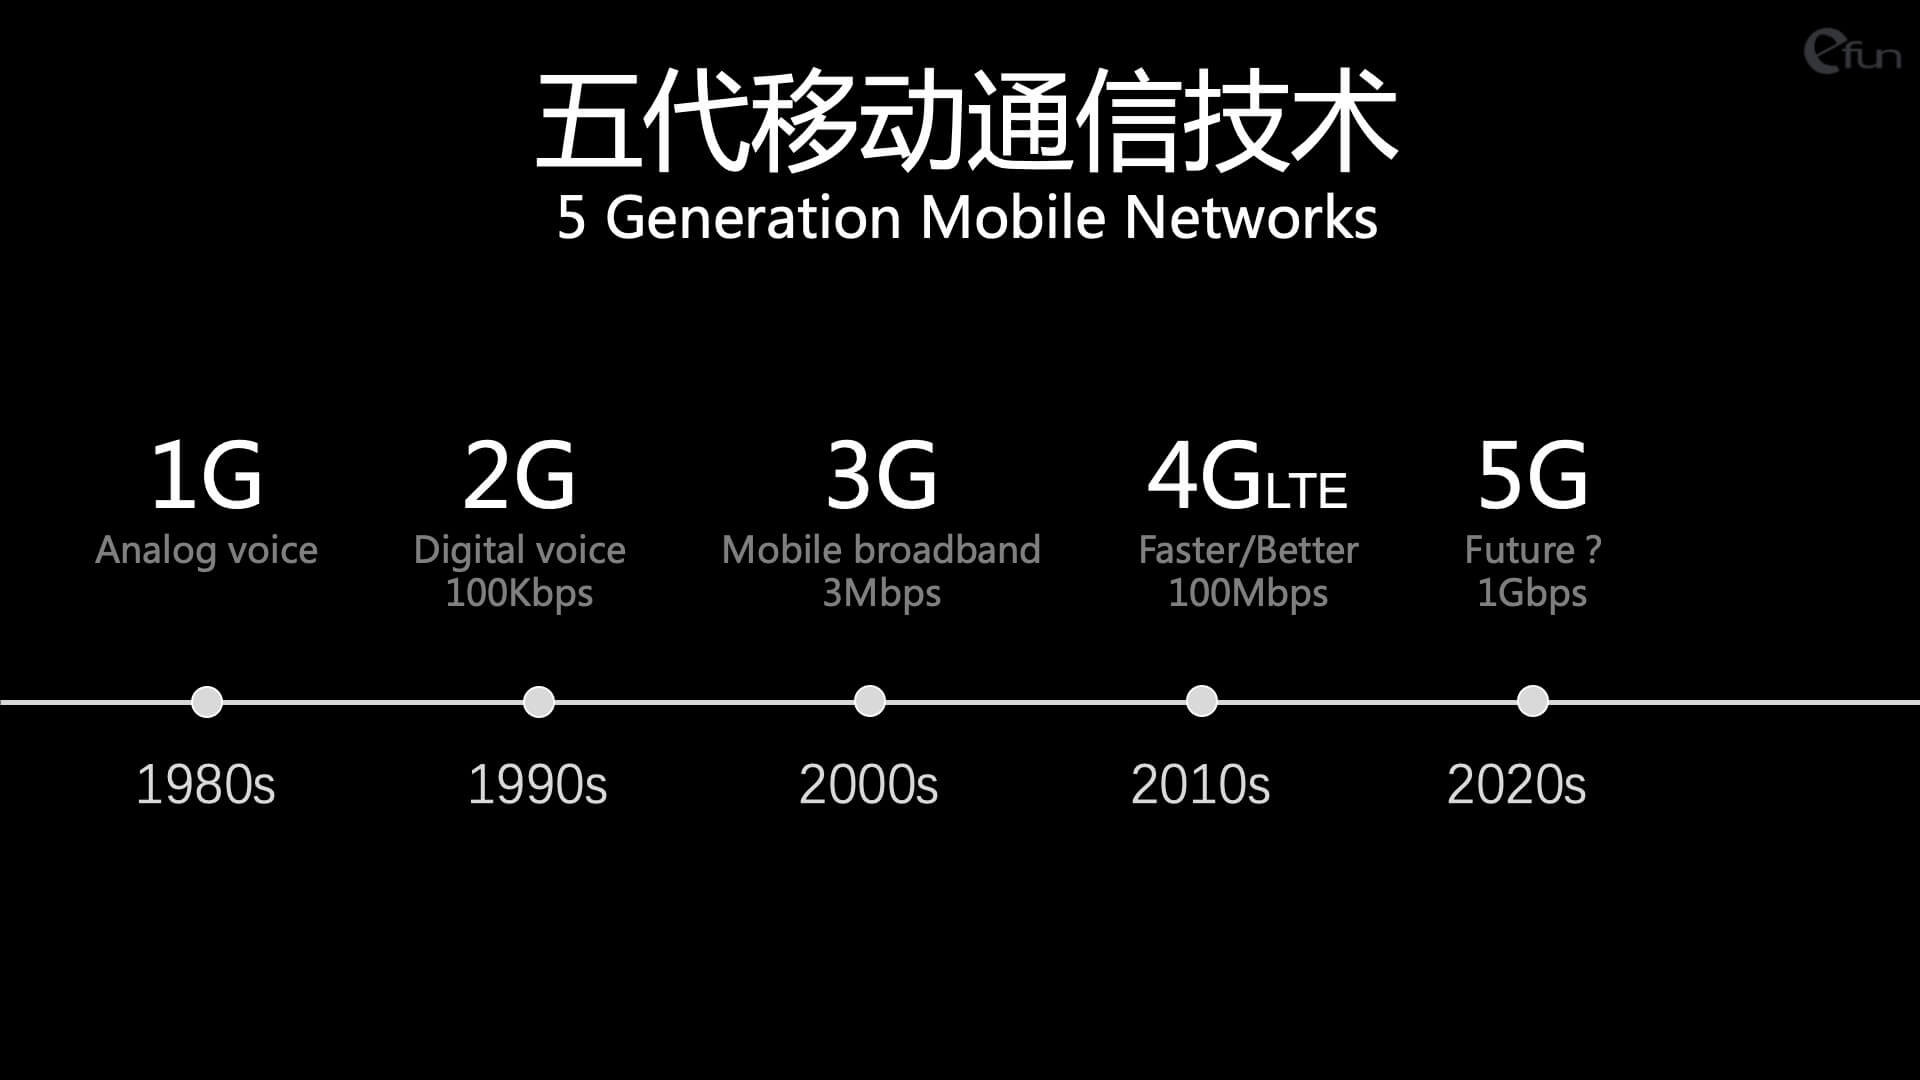 efun
五代移动通信技术
5 Generation Mobile Networks
1G
Analog voice
2G
Digital voice
100Kbps
3G
Mobile broadband
3Mbps
4GLTE
Faster/Better
100Mbps
5G
Future ?
1Gbps
1980s
1990s
2000s
2010s
2020s